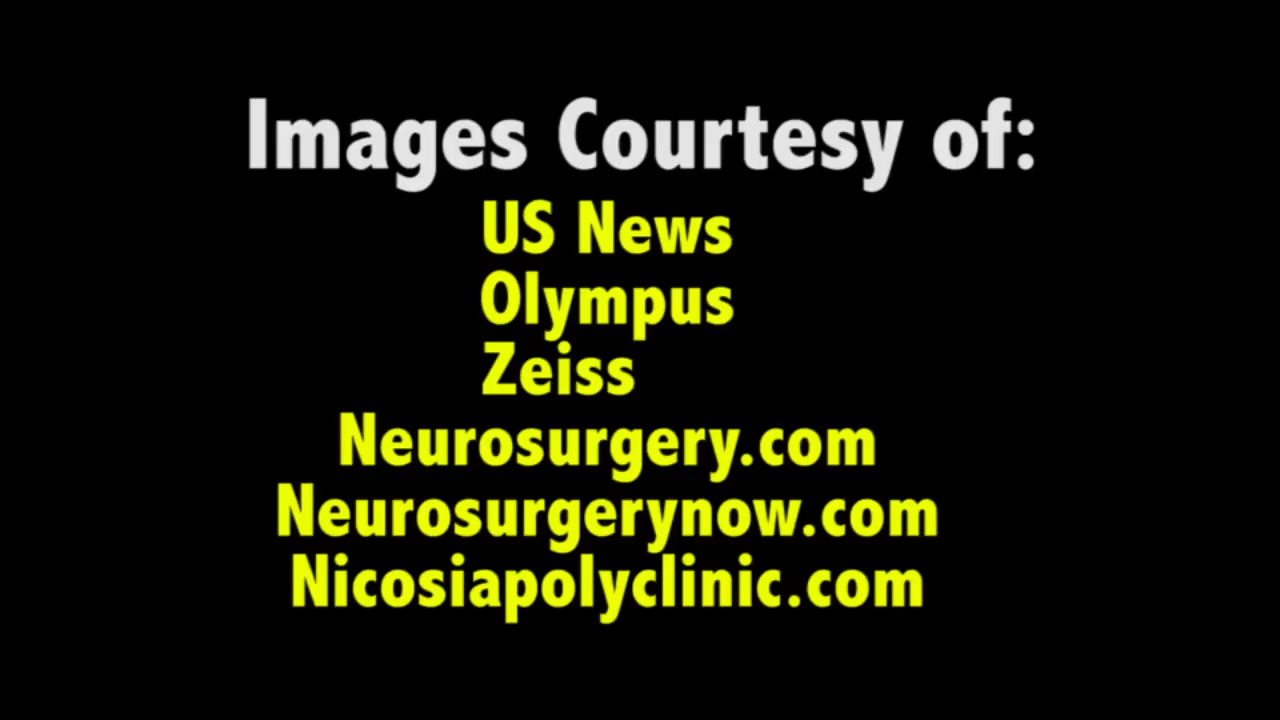 Images Courtesy of:
US News
Olympus
Zeiss
Neurosurgery.com
Neurosurgerynow.com
Nicosiapolyclinic.com